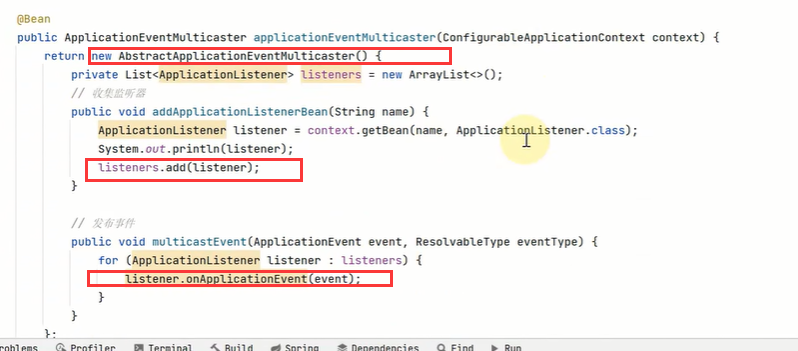 @Bean
public ApplicationEventMulticaster applicationEventMulticaster(ConfigurableApplicationContext context) {
return new AbstractApplicationEventMulticaster() {
private List<ApplicationListener> listeners = new ArrayList<>();
// 收集监听器
public void addApplicationListenerBean(String name) {
ApplicationListener listener = context.getBean(name, ApplicationListener.class);
System.out.println(listener);
listeners.add(listener);
}
// 发布事件
public void multicastEvent(ApplicationEvent event, ResolvableType eventType) {
for (ApplicationListener listener : listeners) {
listener.onApplicationEvent(event);
}
}
};
roblems Profiler Terminal Build Spring Dependencies Find Run